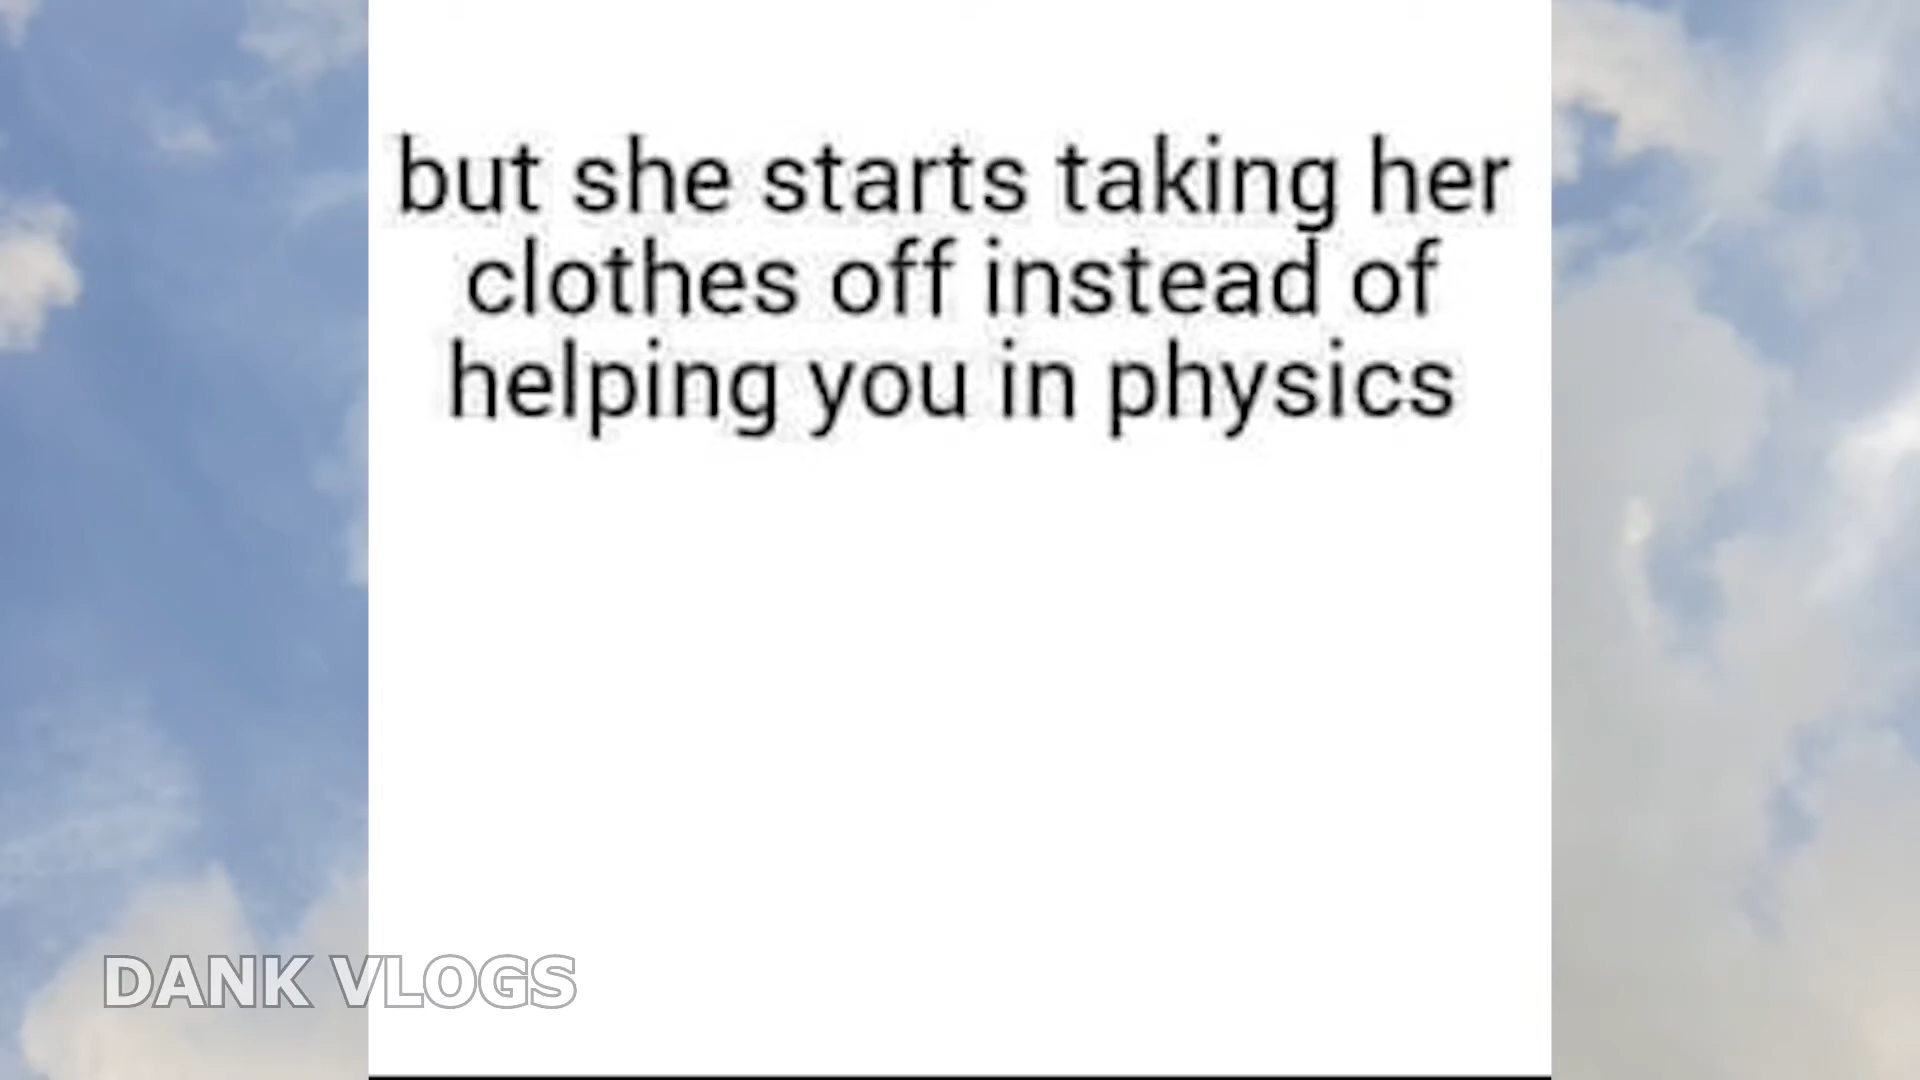 but she starts taking her
clothes off instead of
helping you in physics
DANK VLOGS